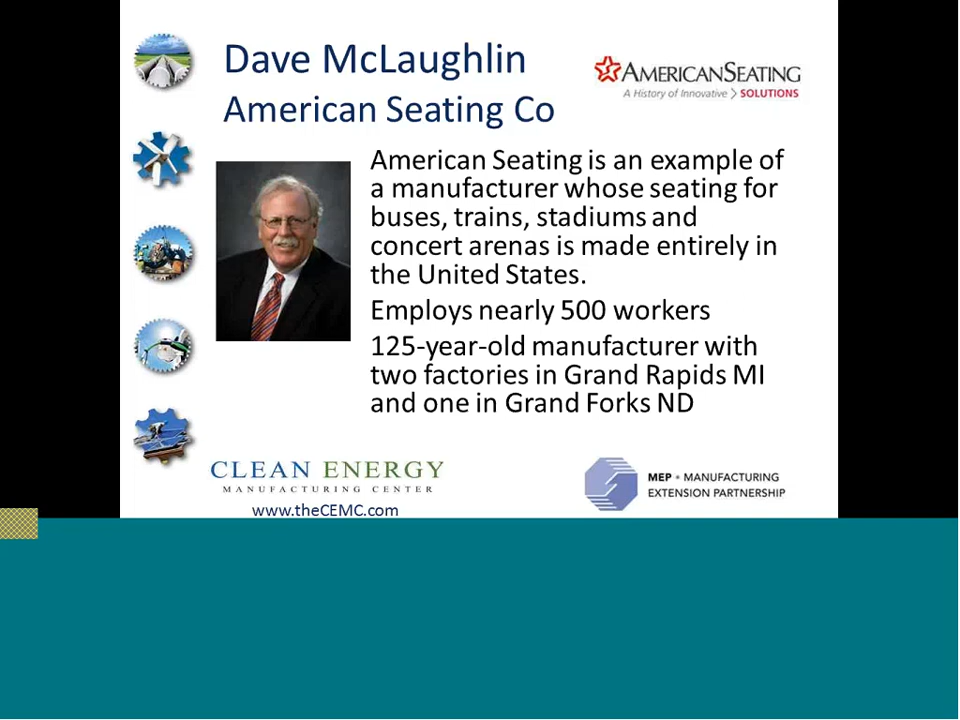 Dave McLaughlin
American Seating Co
AMERICANSEATING
A History of Innovative > SOLUTIONS
American Seating is an example of
a manufacturer whose seating for
buses, trains, stadiums and
concert arenas is made entirely in
the United States.
Employs nearly 500 workers
125-year-old manufacturer with
two factories in Grand Rapids MI
and one in Grand Forks ND
CLEAN ENERGY
MANUFACTURING CENTER
www.theCEMC.com
MEP • MANUFACTURING
EXTENSION PARTNERSHIP